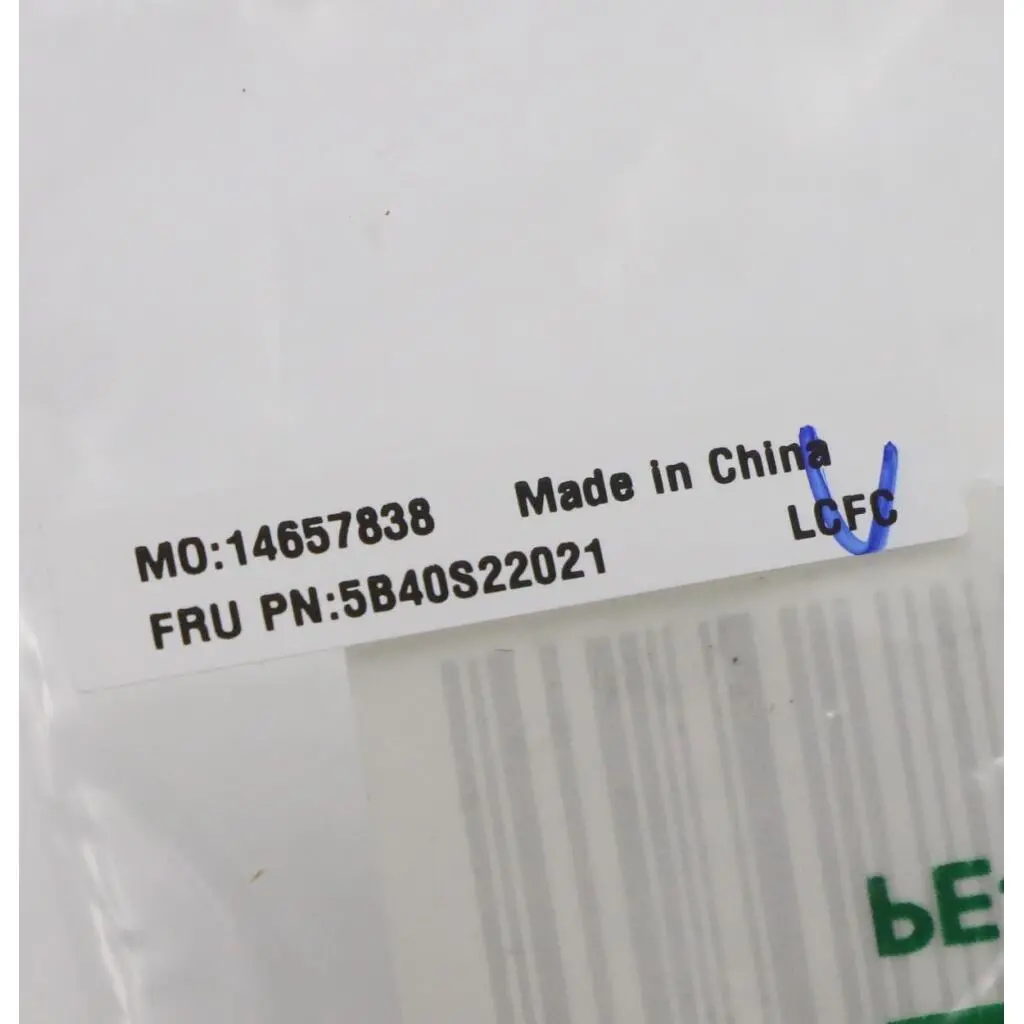 MO:14657838 Made in China
FRU PN:5B40S22021 LCFC